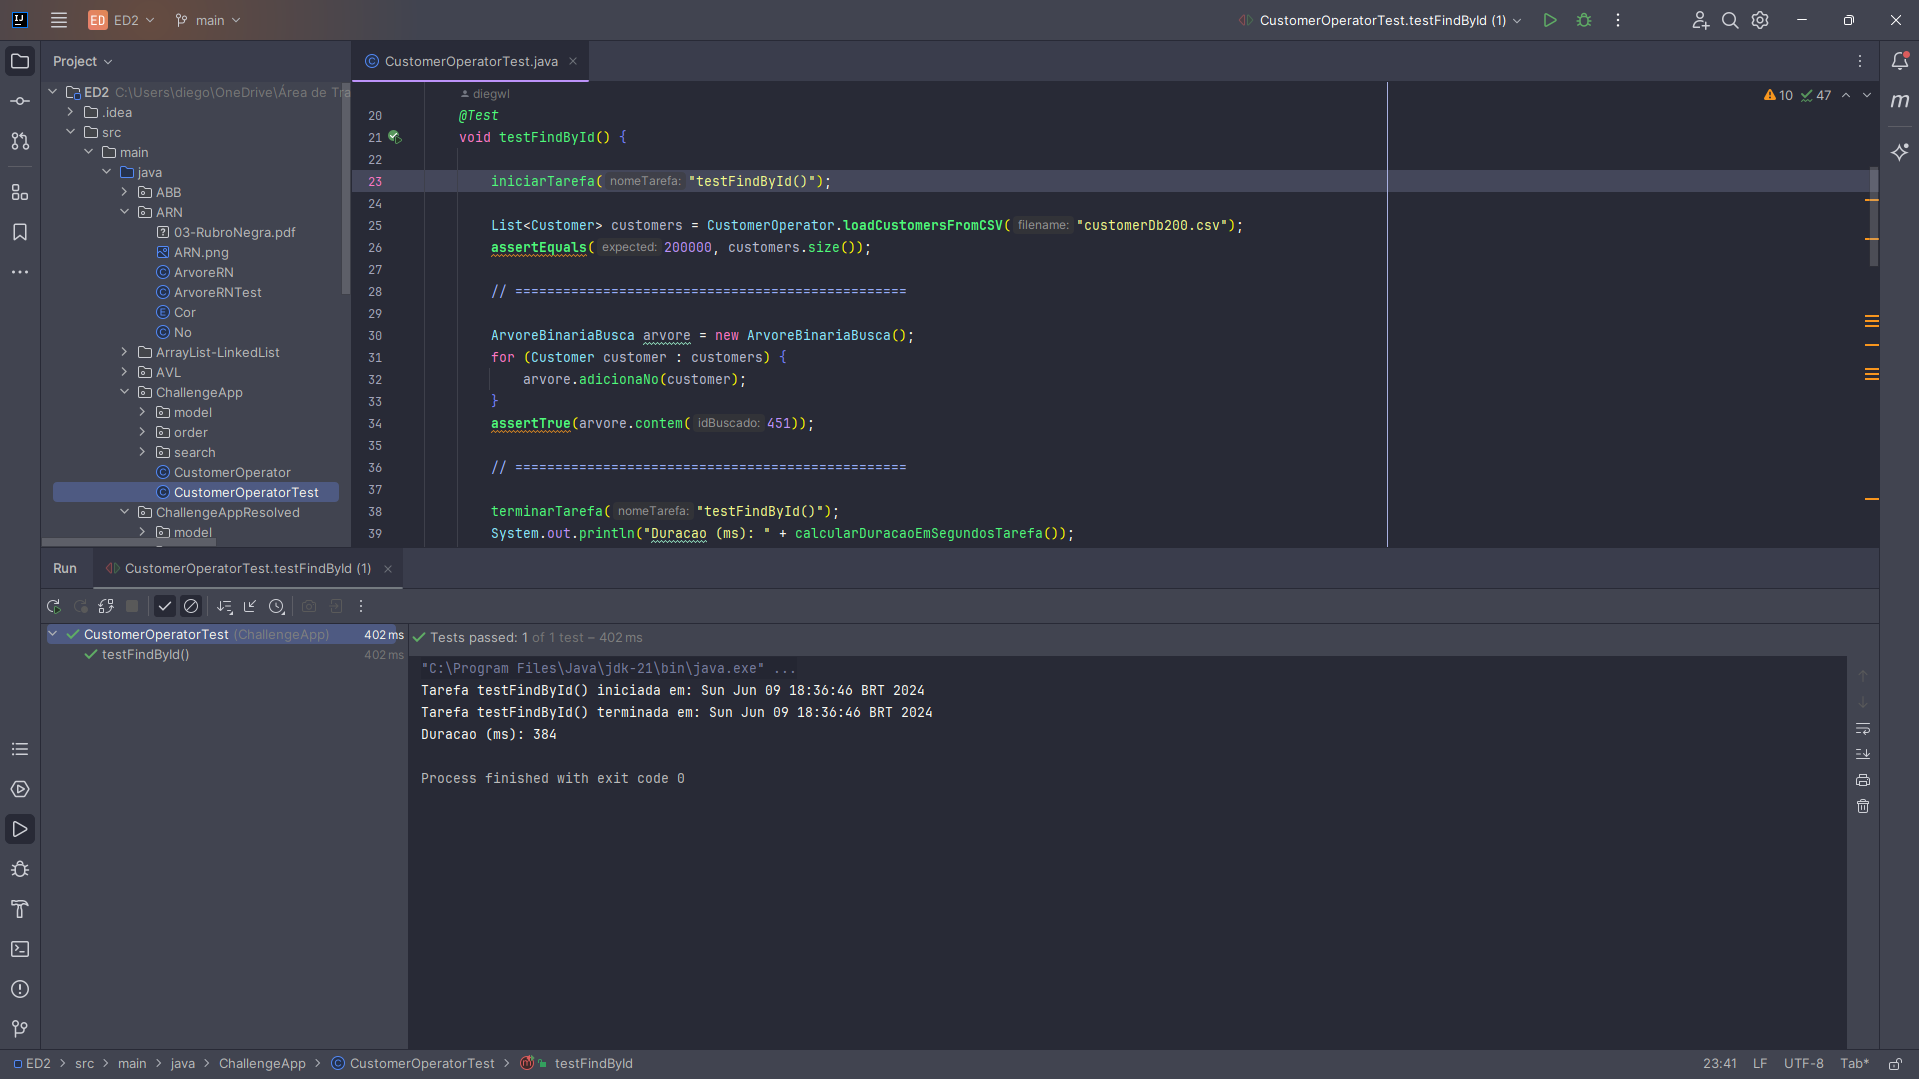 ED ED2 main CustomerOperatorTest.testFindById (1)
Project
CustomerOperatorTest.java
ED2 C:\Users\diego\OneDrive\Área de Tra
.idea
src
main
java
ABB
ARN
03-RubroNegra.pdf
ARN.png
ArvoreRN
ArvoreRNTest
Cor
No
ArrayList-LinkedList
AVL
ChallengeApp
model
order
search
CustomerOperator
CustomerOperatorTest
ChallengeAppResolved
model
diegwl
10 47
20 @Test
21 void testFindById() {
22
23 iniciarTarefa( nomeTarefa: "testFindById()");
24
25 List<Customer> customers = CustomerOperator.loadCustomersFromCSV( filename: "customerDb200.csv");
26 assertEquals( expected: 200000, customers.size());
27
28 // =================================================
29
30 ArvoreBinariaBusca arvore = new ArvoreBinariaBusca();
31 for (Customer customer : customers) {
32 arvore.adicionaNo(customer);
33 }
34 assertTrue(arvore.contem( idBuscado: 451));
35
36 // =================================================
37
38 terminarTarefa( nomeTarefa: "testFindById()");
39 System.out.println("Duracao (ms): " + calcularDuracaoEmSegundosTarefa());
m
Run CustomerOperatorTest.testFindById (1)
CustomerOperatorTest (ChallengeApp) 402 ms
testFindById() 402 ms
Tests passed: 1 of 1 test – 402 ms
"C:\Program Files\Java\jdk-21\bin\java.exe" ...
Tarefa testFindById() iniciada em: Sun Jun 09 18:36:46 BRT 2024
Tarefa testFindById() terminada em: Sun Jun 09 18:36:46 BRT 2024
Duracao (ms): 384
Process finished with exit code 0
ED2 > src > main > java > ChallengeApp > CustomerOperatorTest > testFindById
23:41 LF UTF-8 Tab*